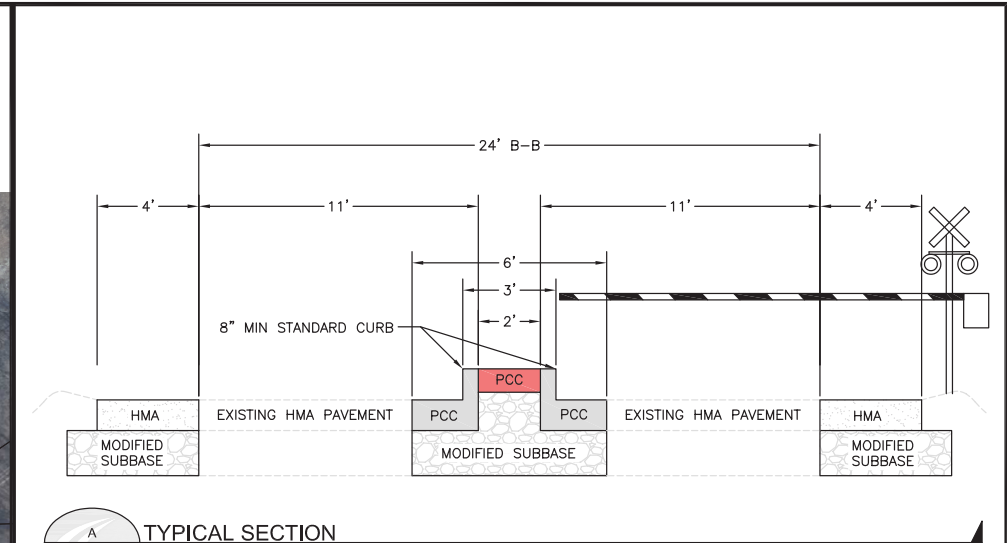 24' B-B
4'
11'
11'
4'
6'
3'
2'
8" MIN STANDARD CURB
PCC
HMA
EXISTING HMA PAVEMENT
PCC
PCC
EXISTING HMA PAVEMENT
HMA
MODIFIED
SUBBASE
MODIFIED SUBBASE
MODIFIED
SUBBASE
A
TYPICAL SECTION